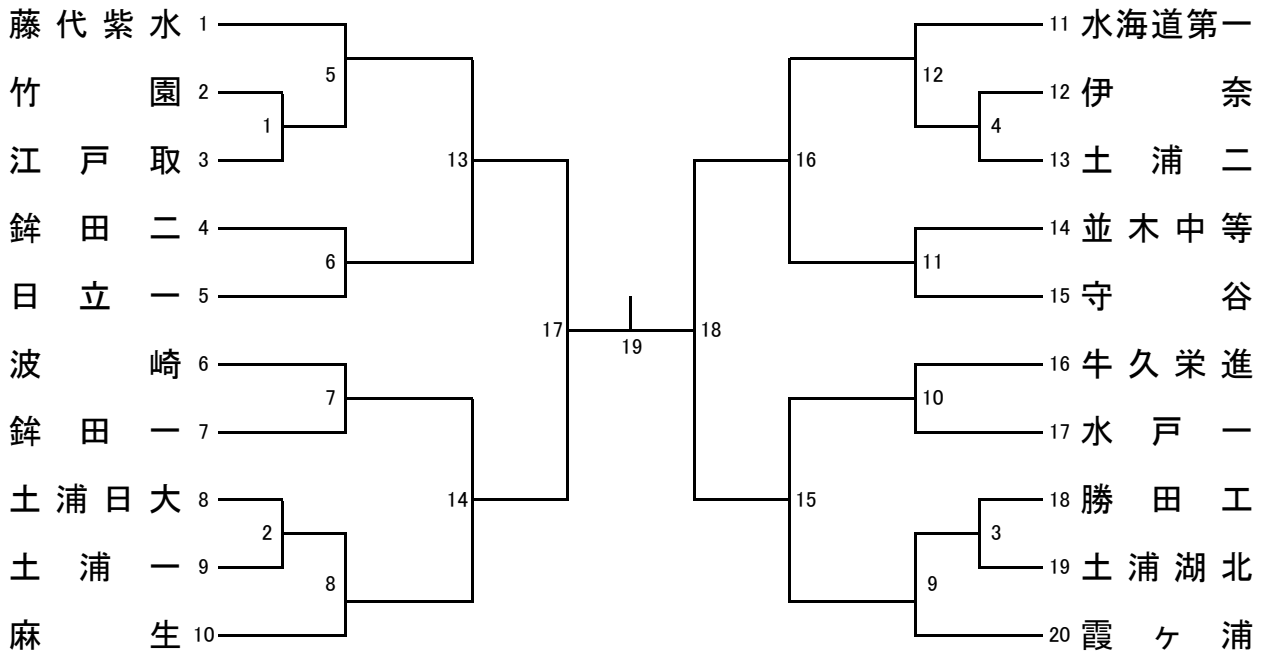 藤代紫水 1 11 水海道第一
5 12
竹園 2 12 伊奈
1 4
江戸取 3 13 16 13 土浦二
鉾田二 4 14 並木中等
6 11
日立一 5 15 守谷
17 18
19
波崎 6 16 牛久栄進
7 10
鉾田一 7 17 水戸一
土浦日大 8 14 15 18 勝田工
2 3
土浦一 9 19 土浦湖北
8 9
麻生 10 20 霞ヶ浦